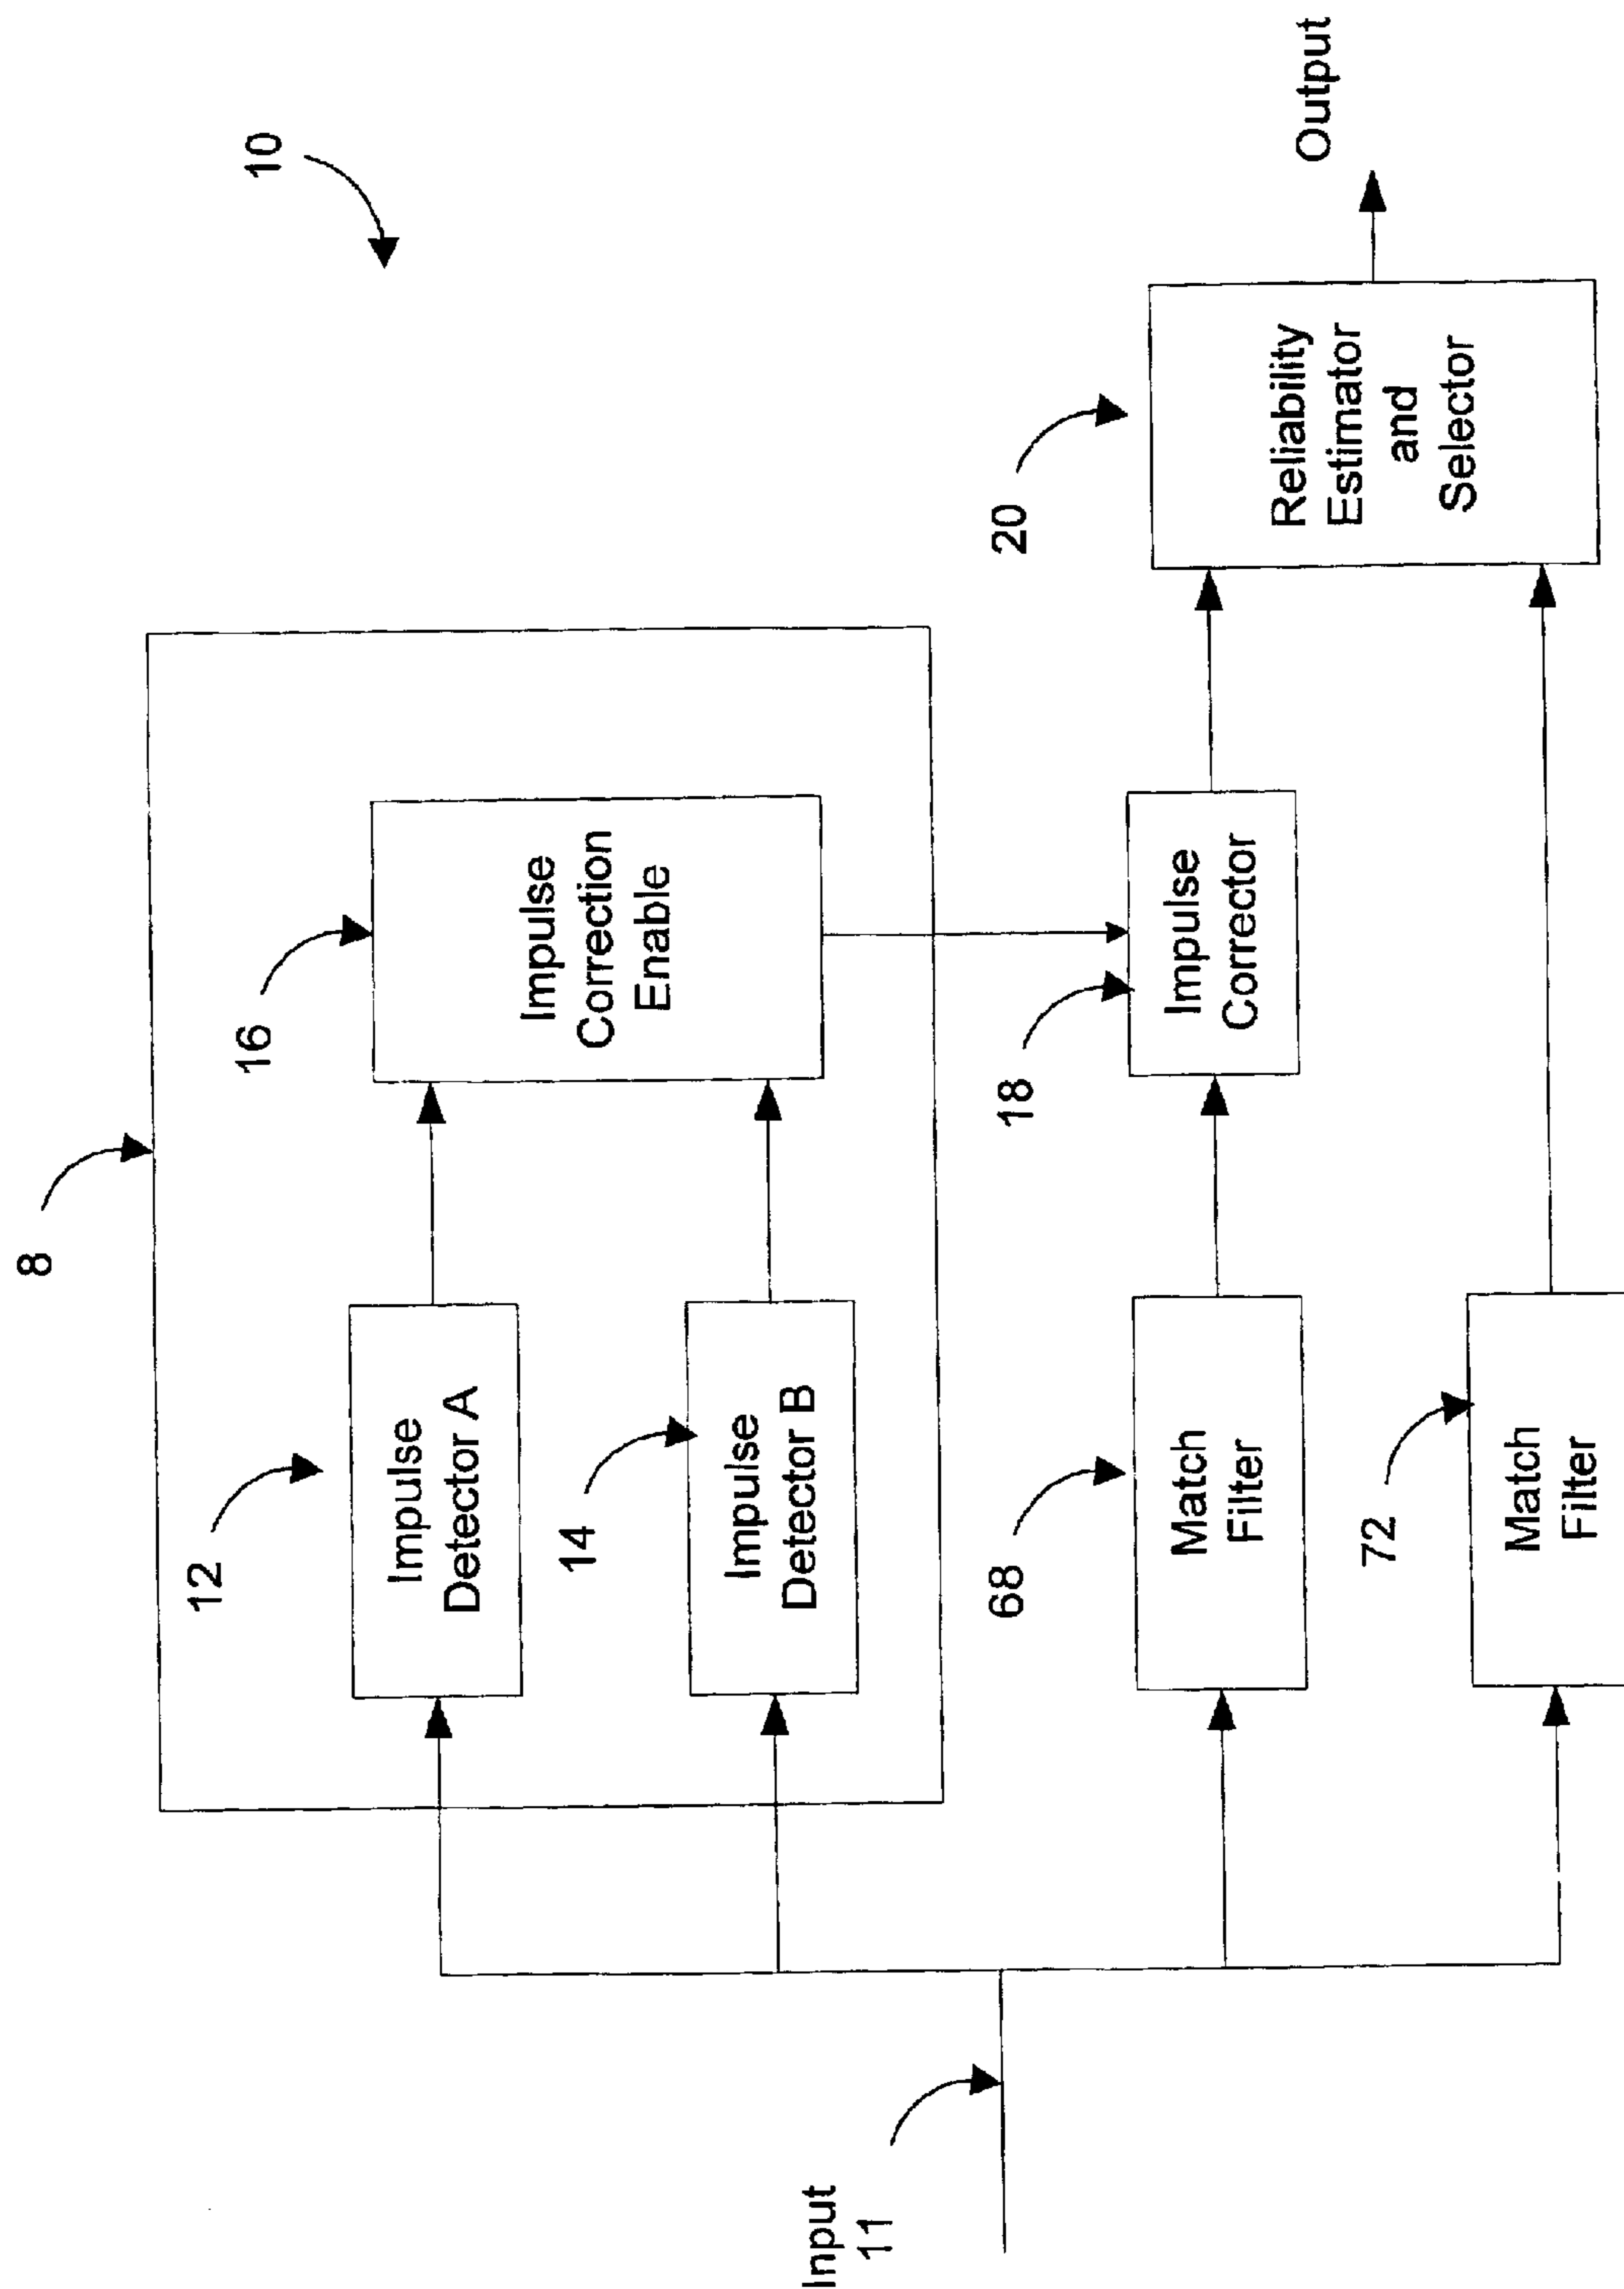 8
10
12
Impulse
Detector A
16
Impulse
Correction
Enable
14
Impulse
Detector B
Input
11
68
Match
Filter
18
Impulse
Corrector
20
Reliability
Estimator
and
Selector
Output
72
Match
Filter